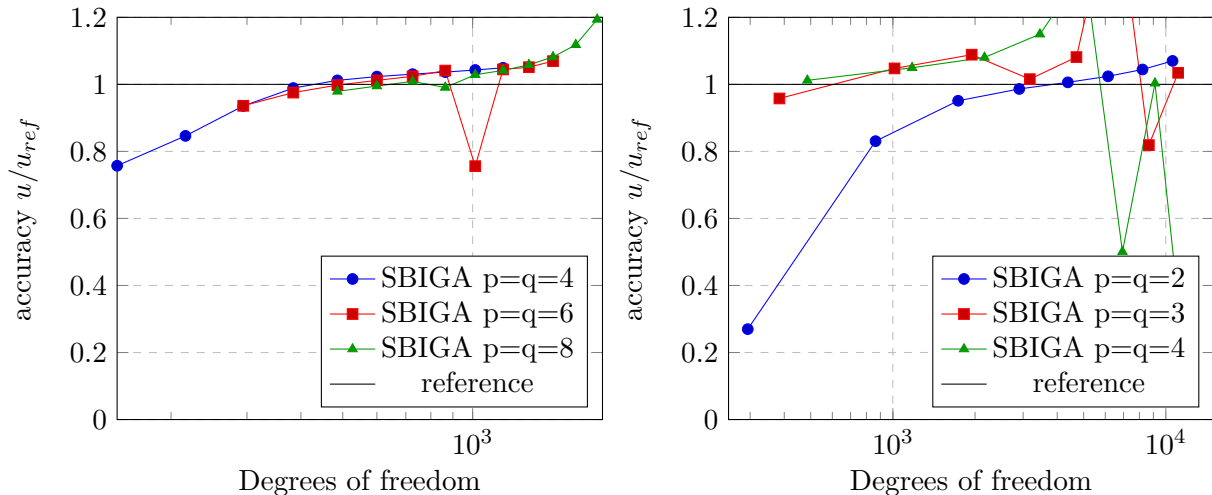 1.2
1
0.8
0.6
0.4
0.2
0
accuracy u/u_ref
10^3
Degrees of freedom
SBIGA p=q=4
SBIGA p=q=6
SBIGA p=q=8
reference
1.2
1
0.8
0.6
0.4
0.2
0
accuracy u/u_ref
10^3
10^4
Degrees of freedom
SBIGA p=q=2
SBIGA p=q=3
SBIGA p=q=4
reference